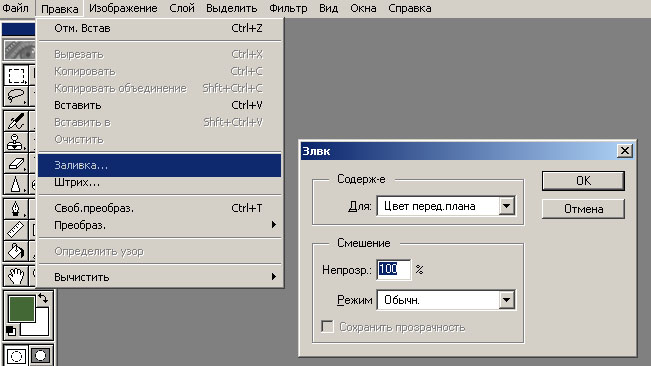 Файл Правка Изображение Слой Выделить Фильтр Вид Окна Справка
Отм. Встав Ctrl+Z
Вырезать Ctrl+X
Копировать Ctrl+C
Копировать объединение Shft+Ctrl+C
Вставить Ctrl+V
Вставить в Shft+Ctrl+V
Очистить
Заливка...
Штрих...
Своб.преобраз. Ctrl+T
Преобраз.
Определить узор
Вычистить
Злвк
Содерж-е
Для: Цвет перед.плана
OK
Отмена
Смешение
Непрозр.: 100 %
Режим Обычн.
Сохранить прозрачность